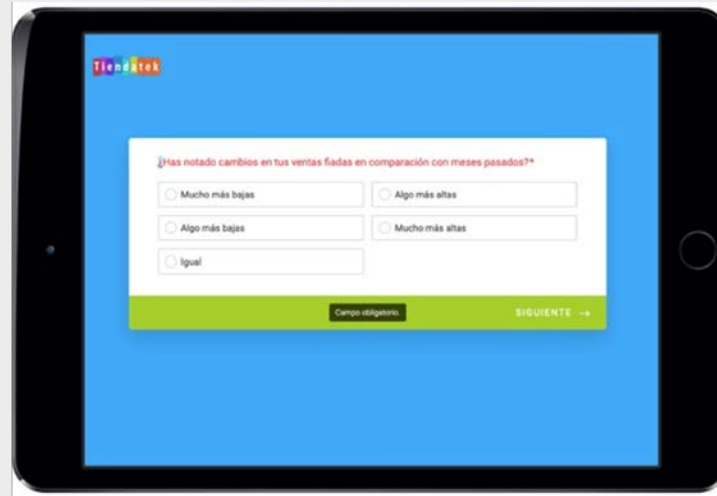 Tiendatek
¿Has notado cambios en tus ventas fiadas en comparación con meses pasados?*
Mucho más bajas
Algo más altas
Algo más bajas
Mucho más altas
Igual
Campo obligatorio
SIGUIENTE →